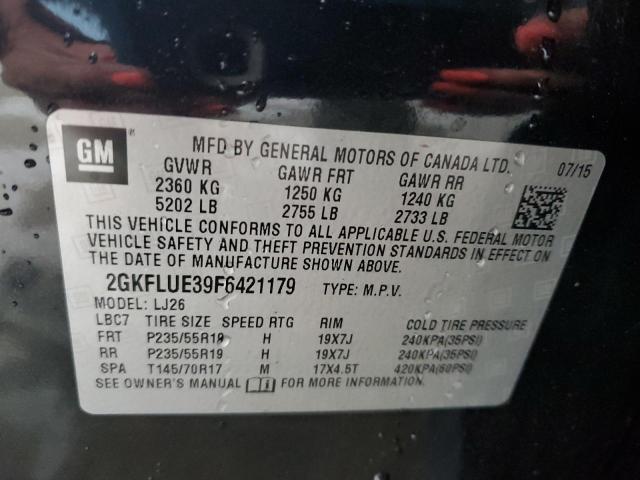 GM
MFD BY GENERAL MOTORS OF CANADA LTD. 07/15
GVWR GAWR FRT GAWR RR
2360 KG 1250 KG 1240 KG
5202 LB 2755 LB 2733 LB
THIS VEHICLE CONFORMS TO ALL APPLICABLE U.S. FEDERAL MOTOR
VEHICLE SAFETY AND THEFT PREVENTION STANDARDS IN EFFECT ON
THE DATE OF MANUFACTURE SHOWN ABOVE.
2GKFLUE39F6421179 TYPE: M.P.V.
MODEL: LJ26
LBC7 TIRE SIZE SPEED RTG RIM COLD TIRE PRESSURE
FRT P235/55R19 H 19X7J 240KPA(35PSI)
RR P235/55R19 H 19X7J 240KPA(35PSI)
SPA T145/70R17 M 17X4.5T 420KPA(60PSI)
SEE OWNER'S MANUAL FOR MORE INFORMATION.